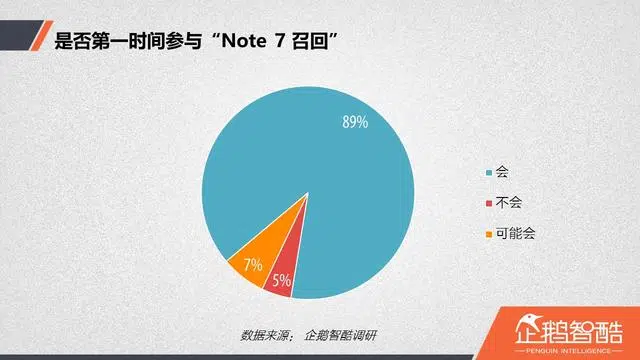 是否第一时间参与“Note 7 召回”
89%
会
不会
可能会
7%
5%
数据来源： 企鹅智酷调研
企鹅智酷
PENGUIN INTELLIGENCE